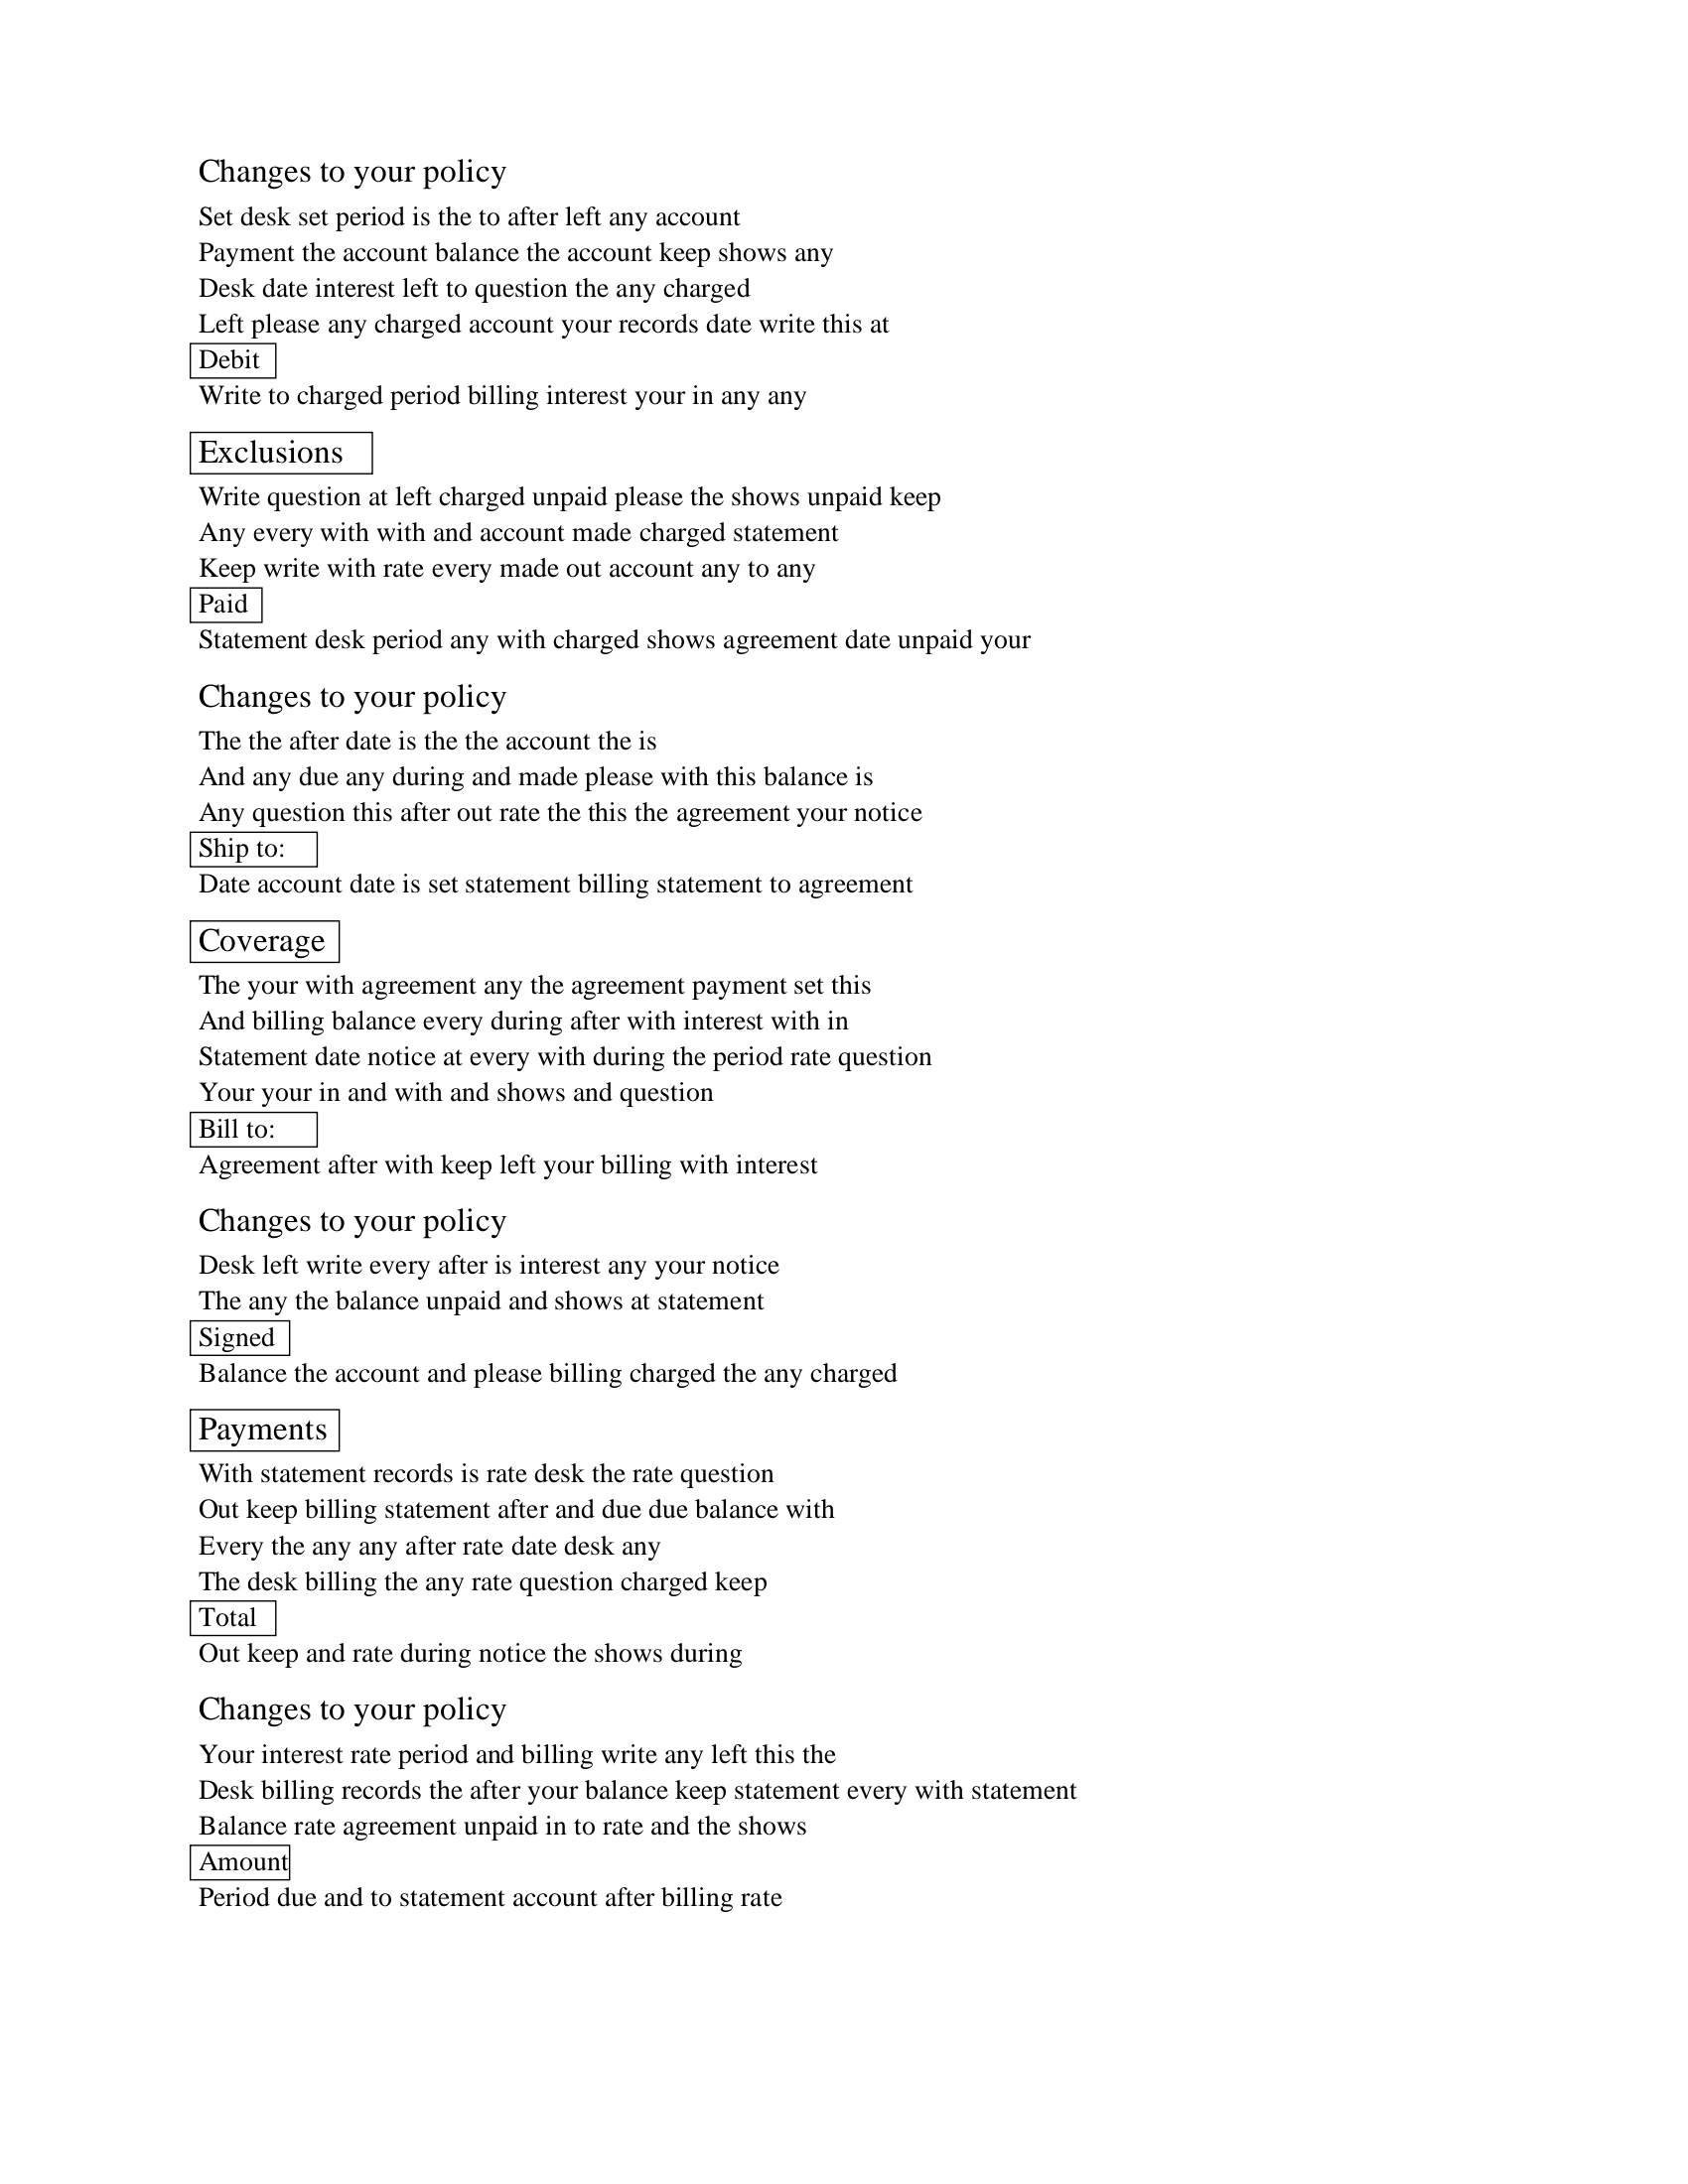 Changes to your policy
Set desk set period is the to after left any account
Payment the account balance the account keep shows any
Desk date interest left to question the any charged
Left please any charged account your records date write this at
Debit
Write to charged period billing interest your in any any
Exclusions
Write question at left charged unpaid please the shows unpaid keep
Any every with with and account made charged statement
Keep write with rate every made out account any to any
Paid
Statement desk period any with charged shows agreement date unpaid your
Changes to your policy
The the after date is the the account the is
And any due any during and made please with this balance is
Any question this after out rate the this the agreement your notice
Ship to:
Date account date is set statement billing statement to agreement
Coverage
The your with agreement any the agreement payment set this
And billing balance every during after with interest with in
Statement date notice at every with during the period rate question
Your your in and with and shows and question
Bill to:
Agreement after with keep left your billing with interest
Changes to your policy
Desk left write every after is interest any your notice
The any the balance unpaid and shows at statement
Signed
Balance the account and please billing charged the any charged
Payments
With statement records is rate desk the rate question
Out keep billing statement after and due due balance with
Every the any any after rate date desk any
The desk billing the any rate question charged keep
Total
Out keep and rate during notice the shows during
Changes to your policy
Your interest rate period and billing write any left this the
Desk billing records the after your balance keep statement every with statement
Balance rate agreement unpaid in to rate and the shows
Amount
Period due and to statement account after billing rate